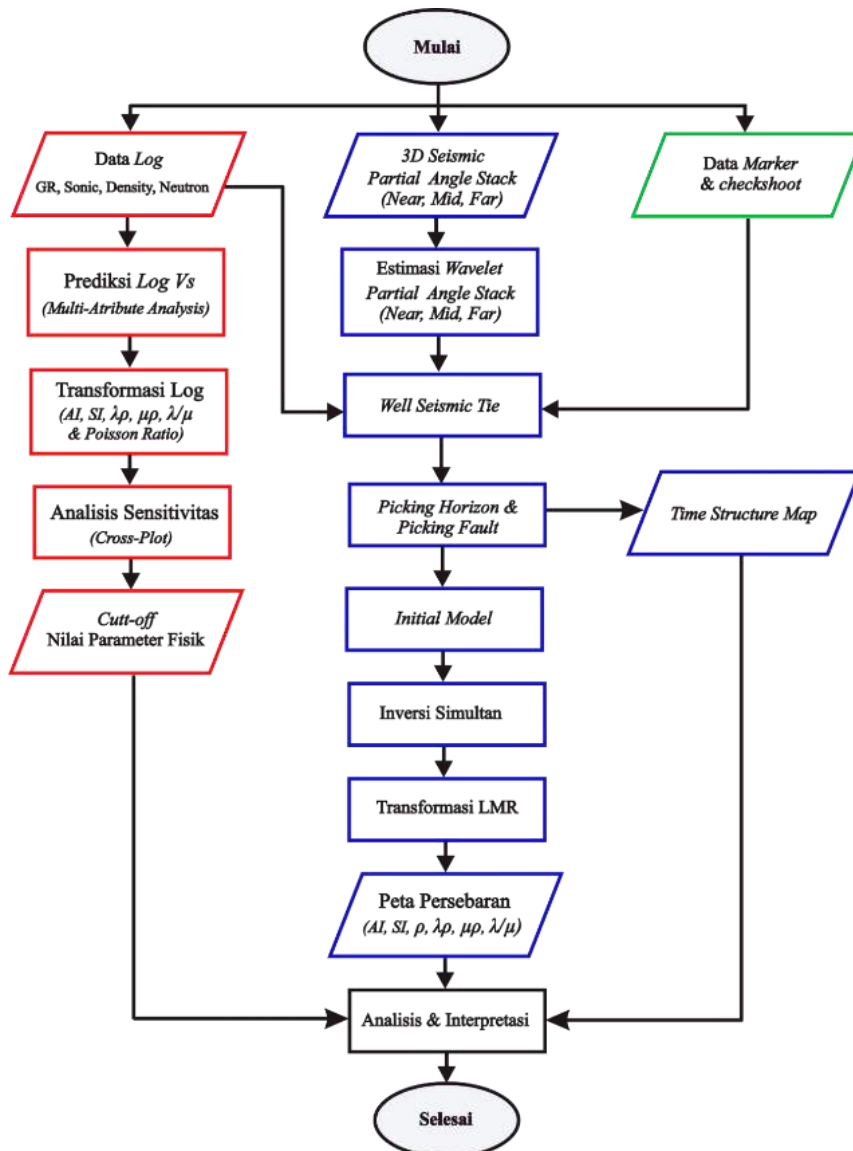 Mulai
Data Log
GR, Sonic, Density, Neutron
3D Seismic
Partial Angle Stack
(Near, Mid, Far)
Data Marker
& checkshoot
Prediksi Log Vs
(Multi-Atribute Analysis)
Estimasi Wavelet
Partial Angle Stack
(Near, Mid, Far)
Transformasi Log
(AI, SI, λρ, μρ, λ/μ
& Poisson Ratio)
Well Seismic Tie
Analisis Sensitivitas
(Cross-Plot)
Picking Horizon &
Picking Fault
Time Structure Map
Cutt-off
Nilai Parameter Fisik
Initial Model
Inversi Simultan
Transformasi LMR
Peta Persebaran
(AI, SI, ρ, λρ, μρ, λ/μ)
Analisis & Interpretasi
Selesai